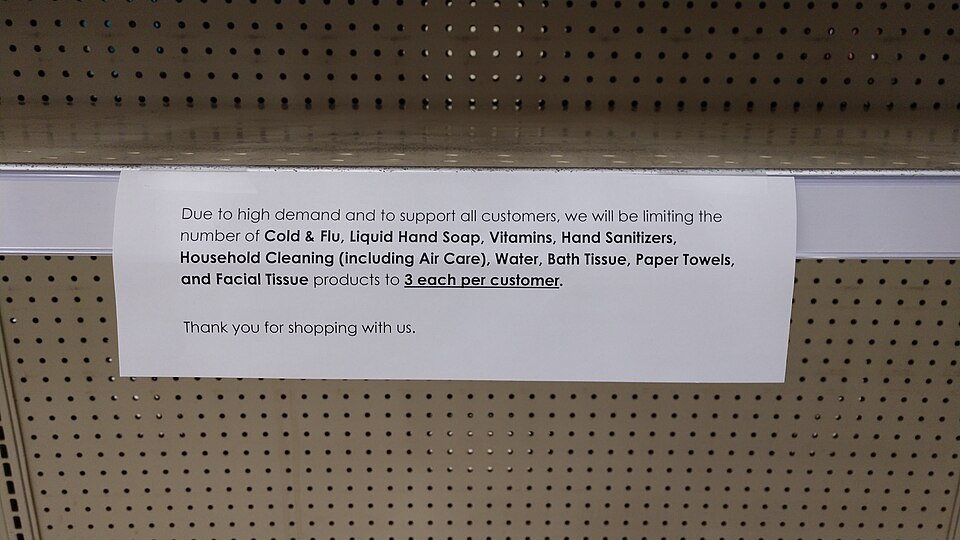 Due to high demand and to support all customers, we will be limiting the
number of Cold & Flu, Liquid Hand Soap, Vitamins, Hand Sanitizers,
Household Cleaning (including Air Care), Water, Bath Tissue, Paper Towels,
and Facial Tissue products to 3 each per customer.
Thank you for shopping with us.